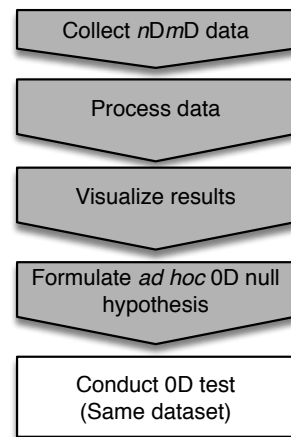 Collect nDmD data
Process data
Visualize results
Formulate ad hoc 0D null
hypothesis
Conduct 0D test
(Same dataset)